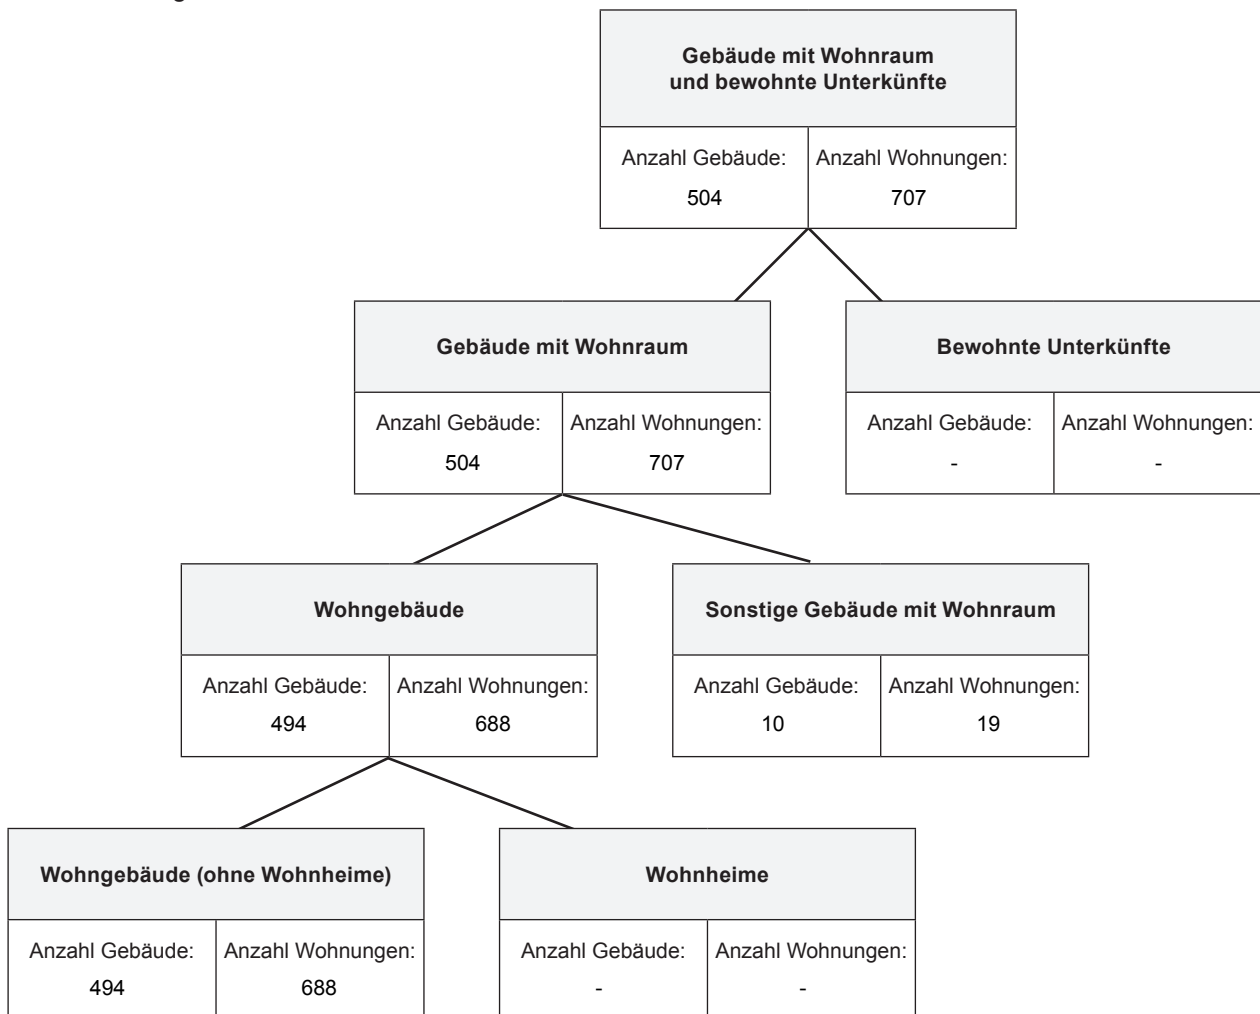 Gebäude mit Wohnraum
und bewohnte Unterkünfte
Anzahl Gebäude: Anzahl Wohnungen:
504 707
Gebäude mit Wohnraum Bewohnte Unterkünfte
Anzahl Gebäude: Anzahl Wohnungen: Anzahl Gebäude: Anzahl Wohnungen:
504 707 - -
Wohngebäude Sonstige Gebäude mit Wohnraum
Anzahl Gebäude: Anzahl Wohnungen: Anzahl Gebäude: Anzahl Wohnungen:
494 688 10 19
Wohngebäude (ohne Wohnheime) Wohnheime
Anzahl Gebäude: Anzahl Wohnungen: Anzahl Gebäude: Anzahl Wohnungen:
494 688 - -